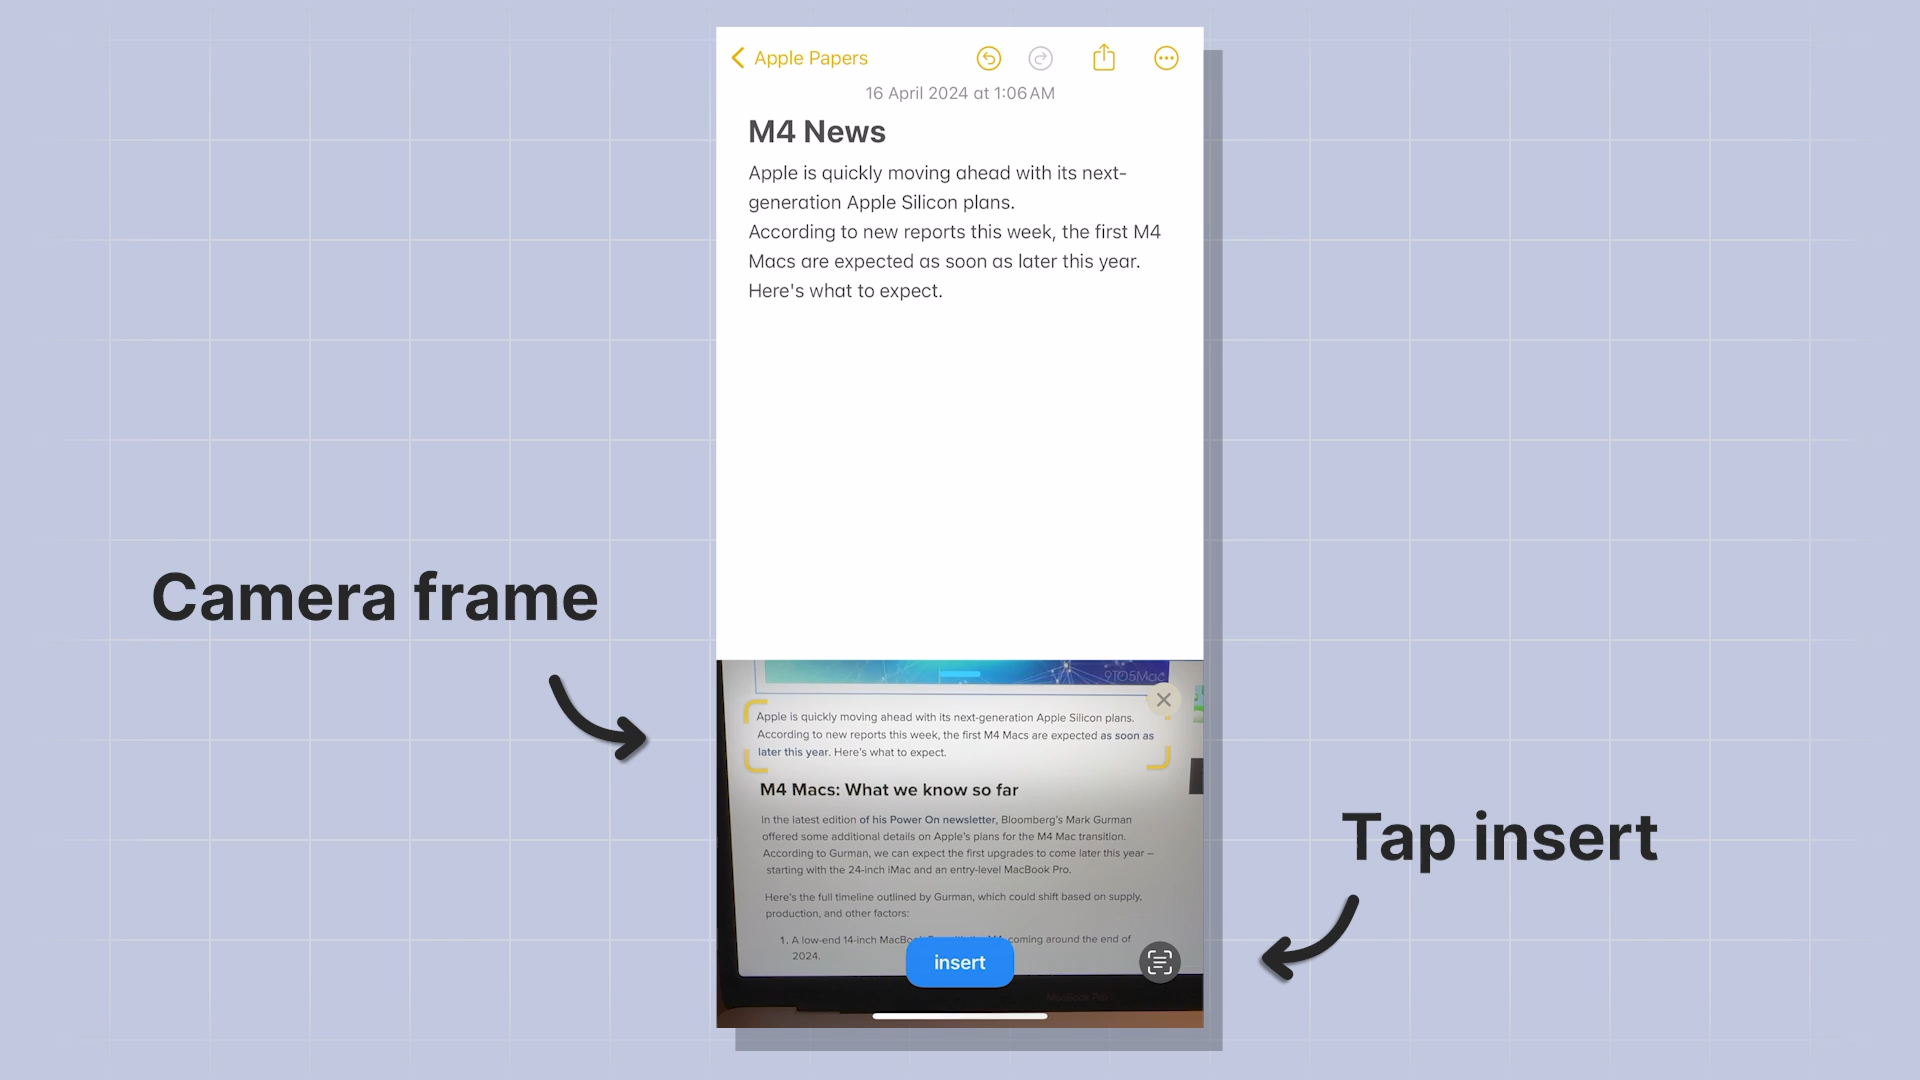 Apple Papers
16 April 2024 at 1:06 AM
M4 News
Apple is quickly moving ahead with its next-
generation Apple Silicon plans.
According to new reports this week, the first M4
Macs are expected as soon as later this year.
Here's what to expect.
Camera frame
9TO5Mac
Apple is quickly moving ahead with its next-generation Apple Silicon plans.
According to new reports this week, the first M4 Macs are expected as soon as
later this year. Here's what to expect.
M4 Macs: What we know so far
In the latest edition of his Power On newsletter, Bloomberg's Mark Gurman
offered some additional details on Apple's plans for the M4 Mac transition.
According to Gurman, we can expect the first upgrades to come later this year –
starting with the 24-inch iMac and an entry-level MacBook Pro.
Here's the full timeline outlined by Gurman, which could shift based on supply,
production, and other factors:
1. A low-end 14-inch coming around the end of
2024.
insert
MacBook Pro
Tap insert